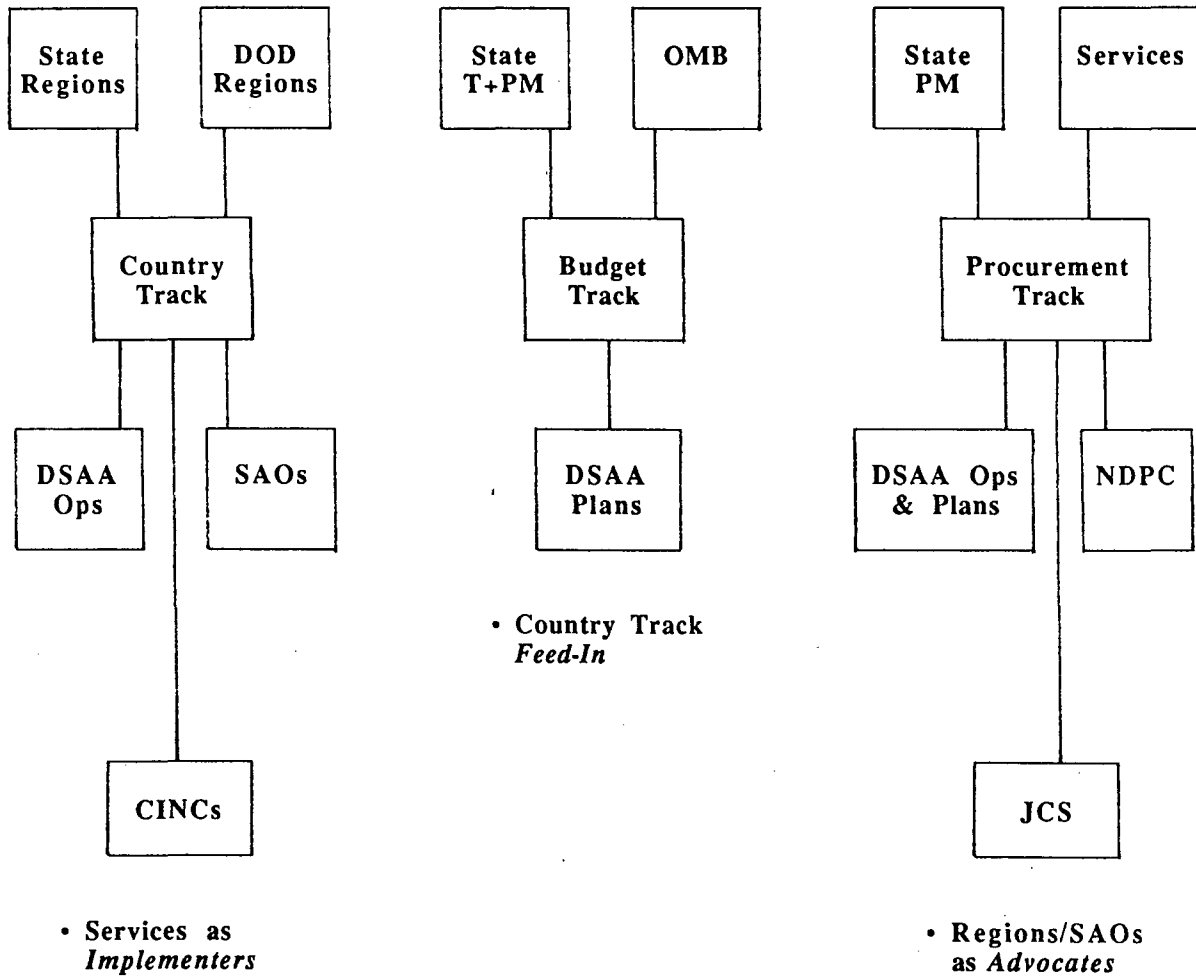 State
Regions
DOD
Regions
State
T+PM
OMB
State
PM
Services
Country
Track
Budget
Track
Procurement
Track
DSAA
Ops
SAOs
DSAA
Plans
DSAA Ops
& Plans
NDPC
• Country Track
Feed-In
CINCs
JCS
• Services as
Implementers
• Regions/SAOs
as Advocates